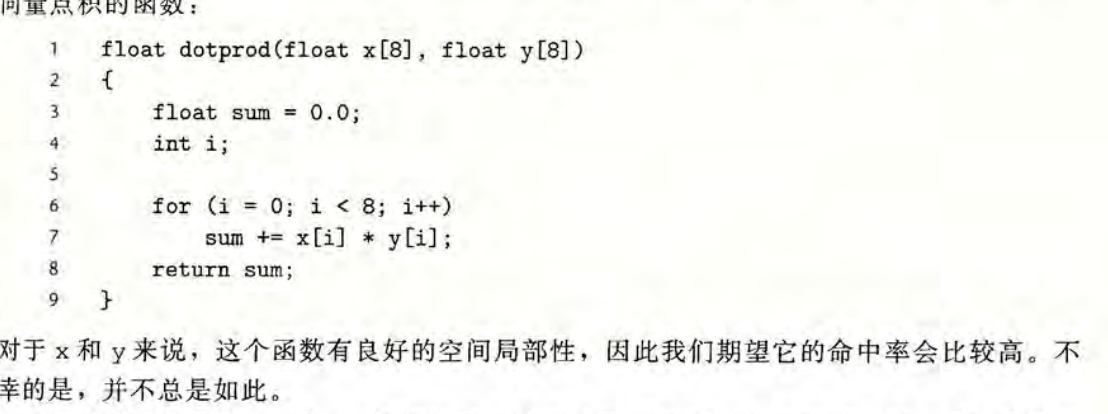 向量点积的函数：
1 float dotprod(float x[8], float y[8])
2 {
3 float sum = 0.0;
4 int i;
5
6 for (i = 0; i < 8; i++)
7 sum += x[i] * y[i];
8 return sum;
9 }
对于 x 和 y 来说，这个函数有良好的空间局部性，因此我们期望它的命中率会比较高。不
幸的是，并不总是如此。